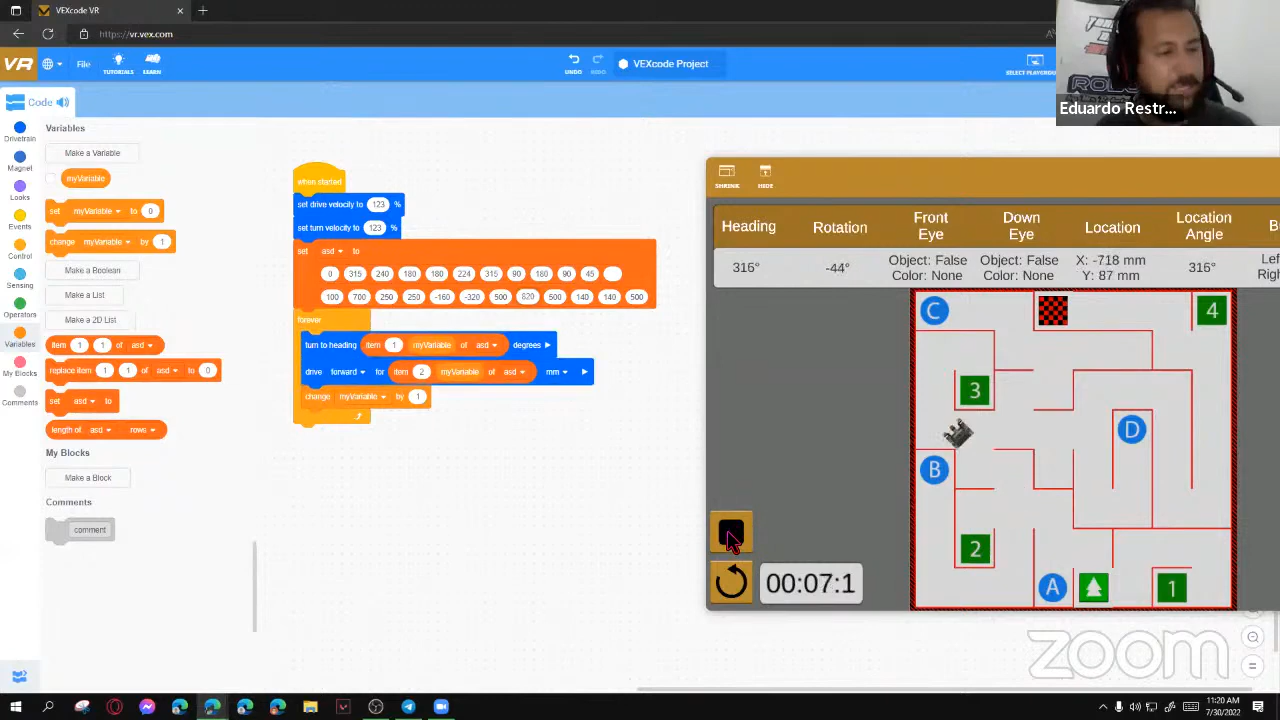 VEXcode VR
https://vr.vex.com
VR
File
TUTORIALS
LEARN
UNDO
REDO
VEXcode Project
SELECT PLAYGROU
Eduardo Restr...
Code
Drivetrain
Magnet
Looks
Events
Control
Sensing
Operators
Variables
My Blocks
Comments
Variables
Make a Variable
myVariable
set myVariable to 0
change myVariable by 1
Make a Boolean
Make a List
Make a 2D List
item 1 1 of asd
replace item 1 1 of asd to 0
set asd to
length of asd rows
My Blocks
Make a Block
Comments
comment
when started
set drive velocity to 123 %
set turn velocity to 123 %
set asd to
0 315 240 180 180 224 315 90 180 90 45
100 700 250 250 -160 -320 500 820 500 140 140 500
forever
turn to heading item 1 myVariable of asd degrees
drive forward for item 2 myVariable of asd mm
change myVariable by 1
SHRINK
HIDE
Heading Rotation Front Eye Down Eye Location Location Angle B
316° -44° Object: False Color: None Object: False Color: None X: -718 mm Y: 87 mm 316° Lef Righ
C
4
3
D
B
2
A
1
00:07:1
zoom
11:20 AM
7/30/2022